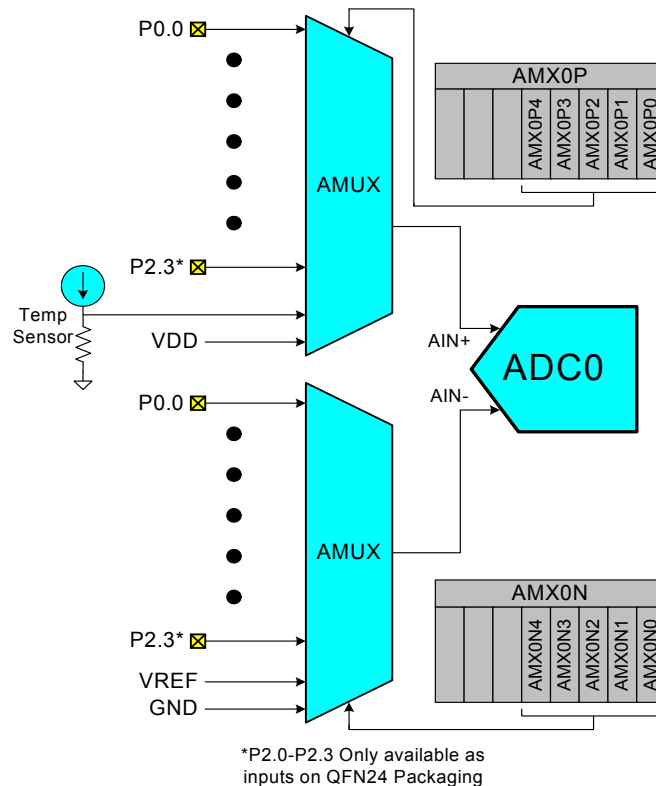 P0.0
AMX0P
AMX0P4
AMX0P3
AMX0P2
AMX0P1
AMX0P0
AMUX
P2.3*
Temp
Sensor
VDD
AIN+
ADC0
AIN-
P0.0
AMUX
AMX0N
AMX0N4
AMX0N3
AMX0N2
AMX0N1
AMX0N0
P2.3*
VREF
GND
*P2.0-P2.3 Only available as
inputs on QFN24 Packaging